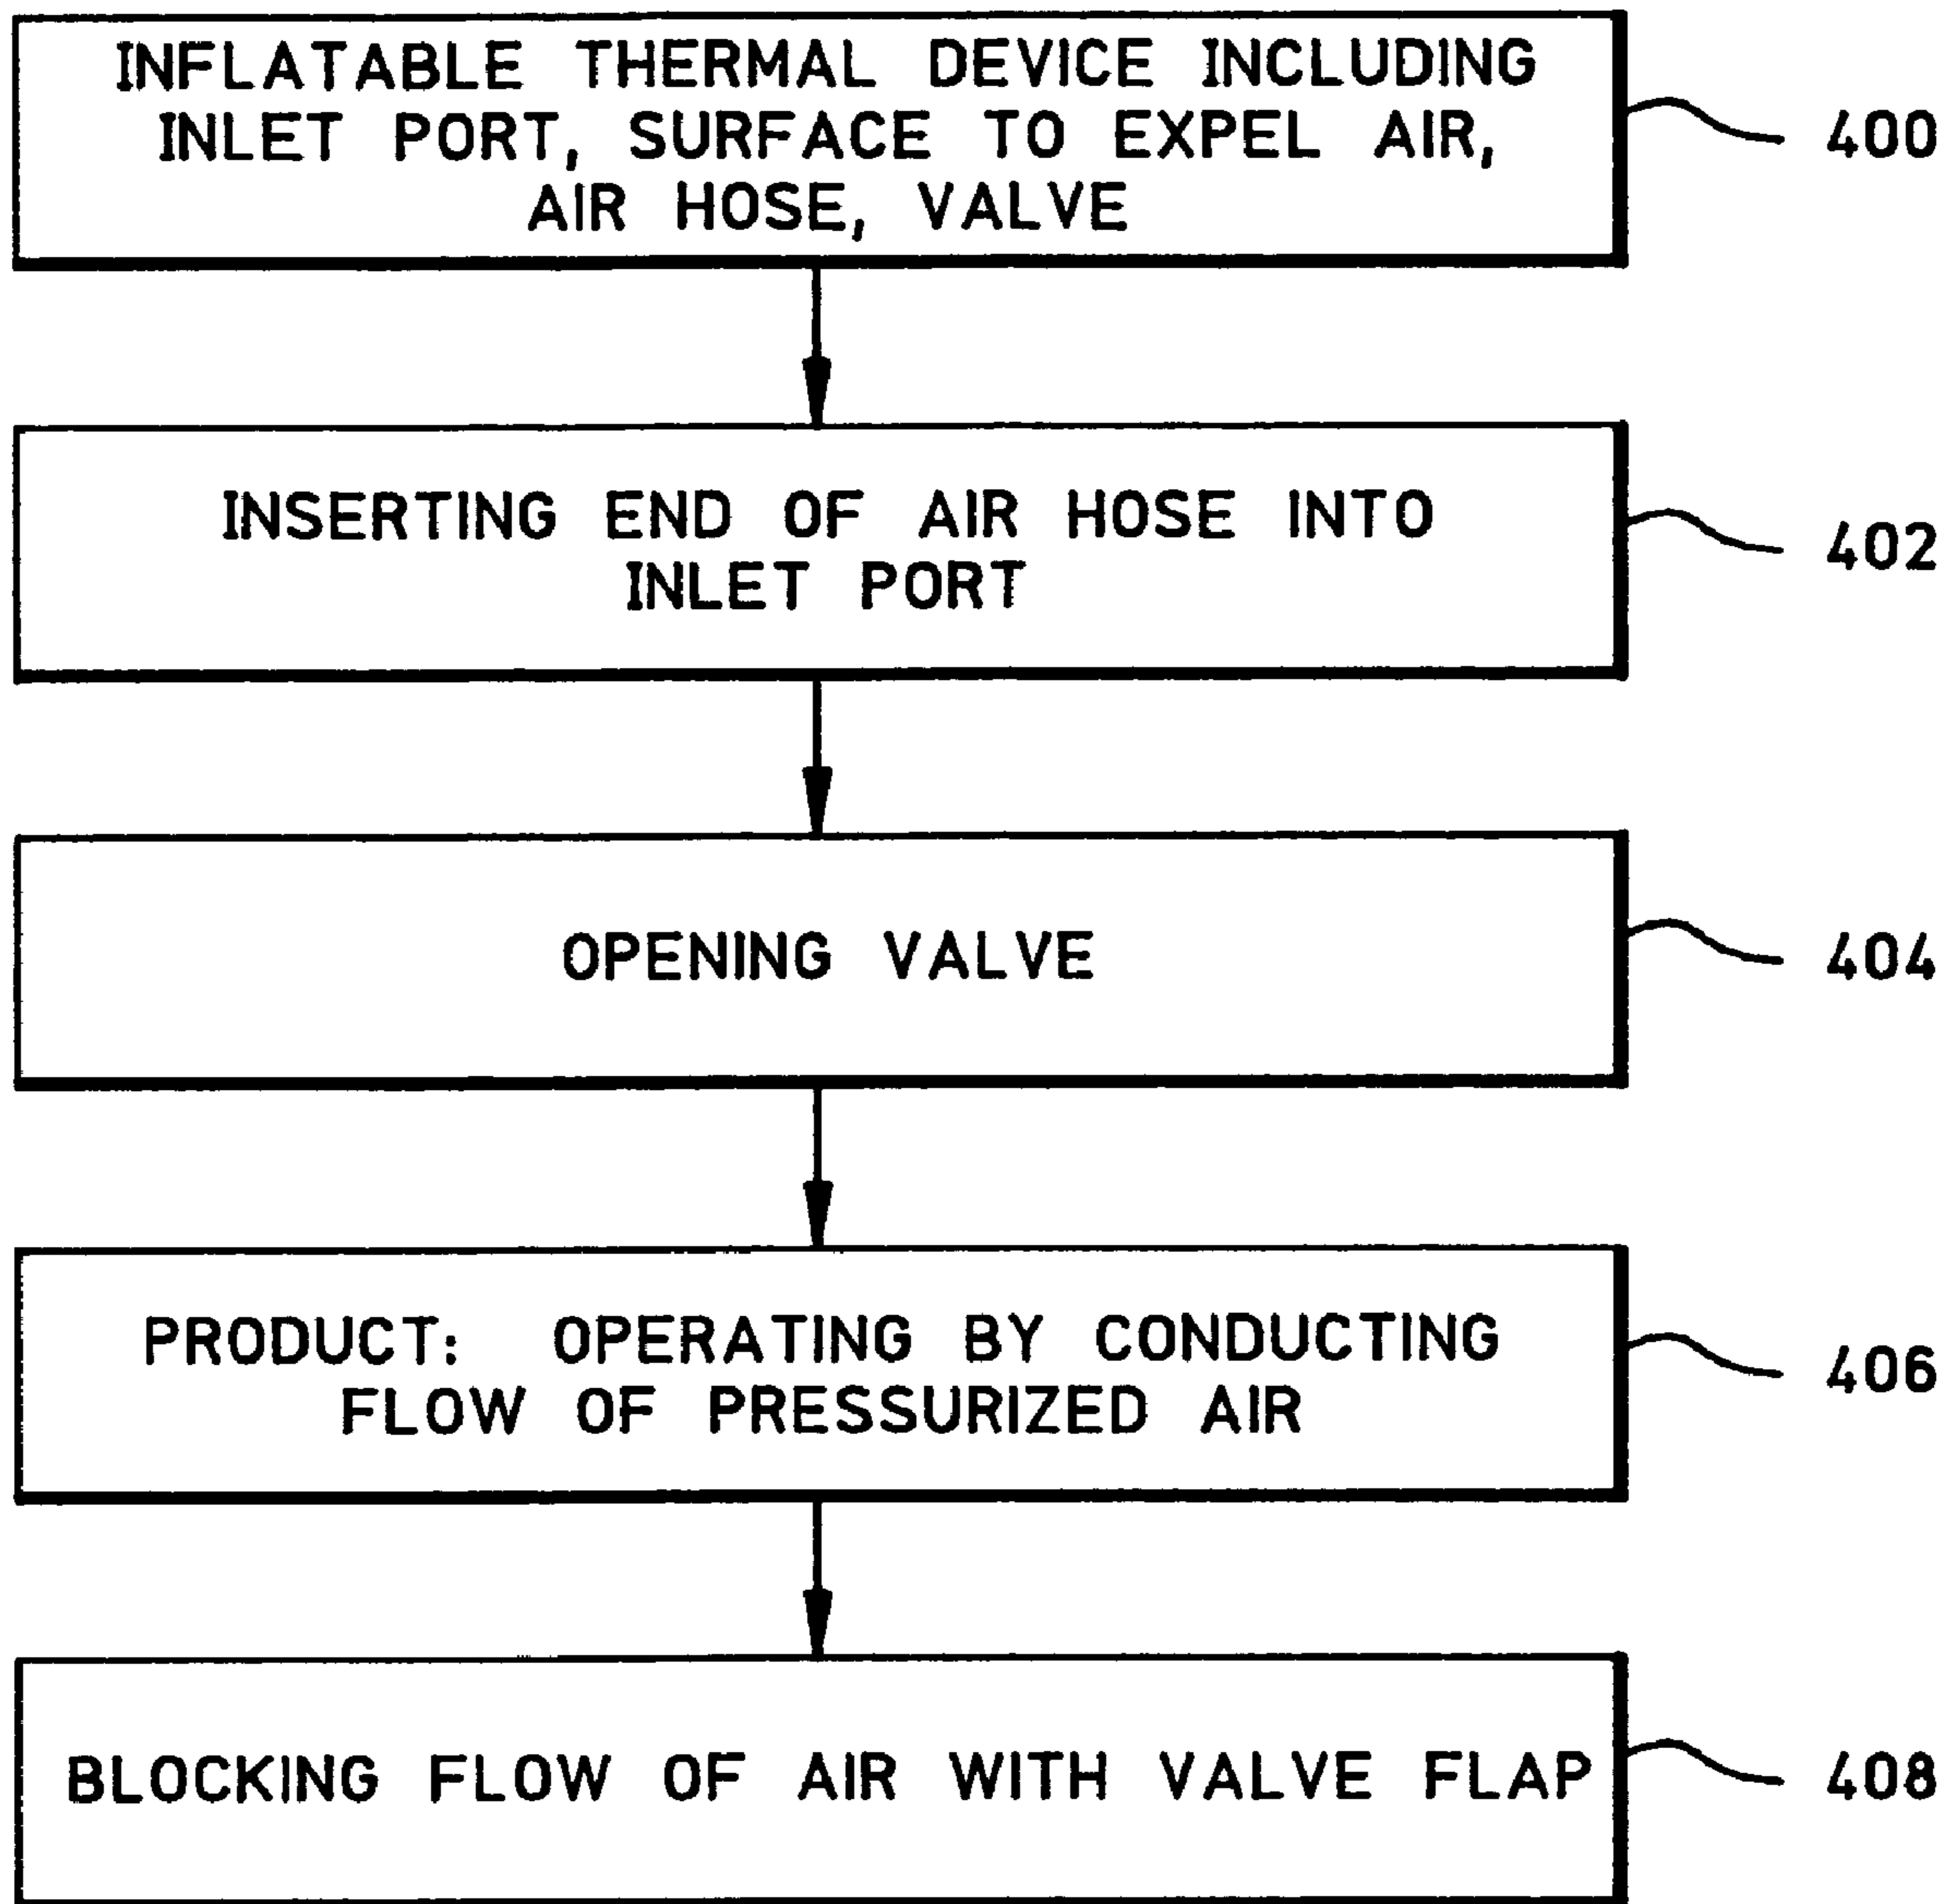 INFLATABLE THERMAL DEVICE INCLUDING
INLET PORT, SURFACE TO EXPEL AIR,
AIR HOSE, VALVE
400
INSERTING END OF AIR HOSE INTO
INLET PORT
402
OPENING VALVE
404
PRODUCT: OPERATING BY CONDUCTING
FLOW OF PRESSURIZED AIR
406
BLOCKING FLOW OF AIR WITH VALVE FLAP
408